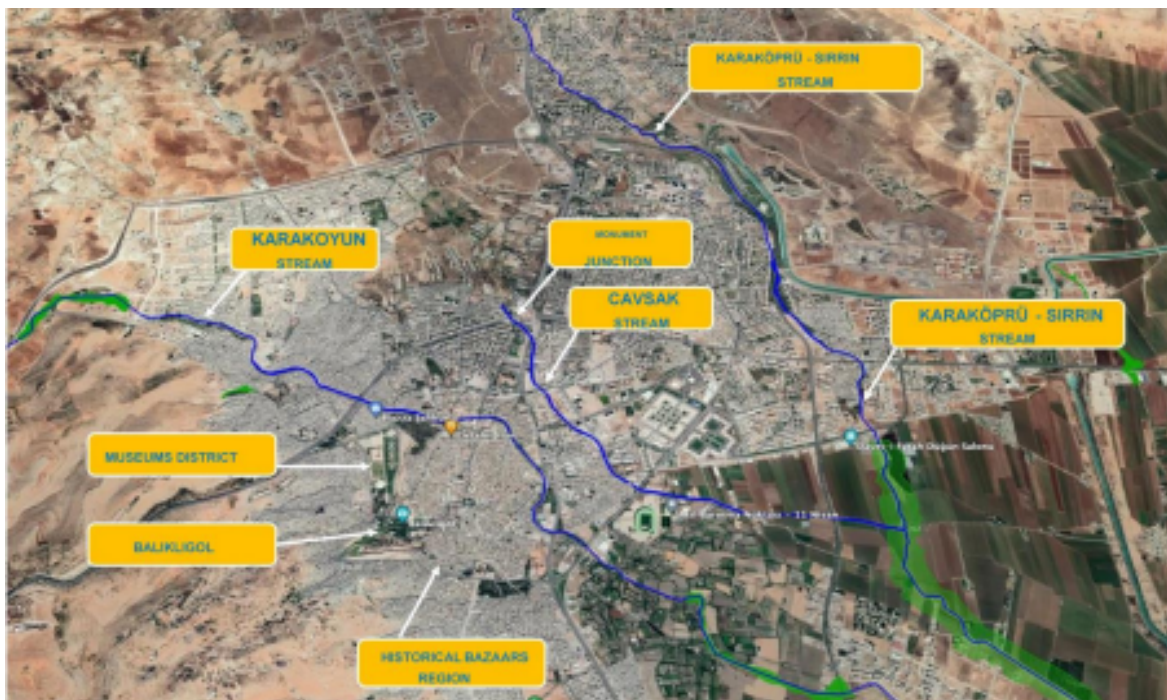 KARAKÖPRÜ - SIRRIN
STREAM
KARAKOYUN
STREAM
MONUMENT
JUNCTION
CAVSAK
STREAM
KARAKÖPRÜ - SIRRIN
STREAM
MUSEUMS DISTRICT
BALIKLIGOL
HISTORICAL BAZAARS
REGION